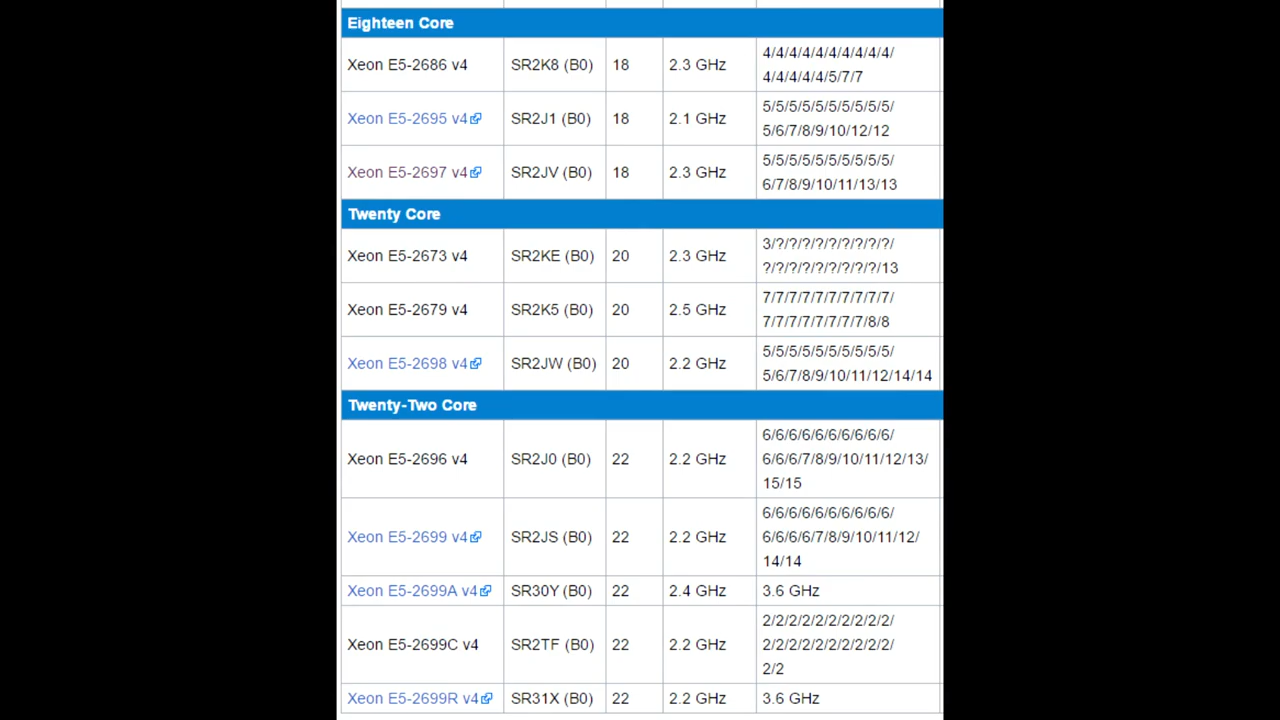 Eighteen Core
Xeon E5-2686 v4 SR2K8 (B0) 18 2.3 GHz 4/4/4/4/4/4/4/4/4/4/
4/4/4/4/4/5/7/7
Xeon E5-2695 v4 SR2J1 (B0) 18 2.1 GHz 5/5/5/5/5/5/5/5/5/5/
5/6/7/8/9/10/12/12
Xeon E5-2697 v4 SR2JV (B0) 18 2.3 GHz 5/5/5/5/5/5/5/5/5/5/
6/7/8/9/10/11/13/13
Twenty Core
Xeon E5-2673 v4 SR2KE (B0) 20 2.3 GHz 3/?/?/?/?/?/?/?/?/?/
?/?/?/?/?/?/?/?/?/13
Xeon E5-2679 v4 SR2K5 (B0) 20 2.5 GHz 7/7/7/7/7/7/7/7/7/7/
7/7/7/7/7/7/7/7/8/8
Xeon E5-2698 v4 SR2JW (B0) 20 2.2 GHz 5/5/5/5/5/5/5/5/5/5/
5/6/7/8/9/10/11/12/14/14
Twenty-Two Core
Xeon E5-2696 v4 SR2J0 (B0) 22 2.2 GHz 6/6/6/6/6/6/6/6/6/6/
6/6/6/7/8/9/10/11/12/13/
15/15
Xeon E5-2699 v4 SR2JS (B0) 22 2.2 GHz 6/6/6/6/6/6/6/6/6/6/
6/6/6/6/7/8/9/10/11/12/
14/14
Xeon E5-2699A v4 SR30Y (B0) 22 2.4 GHz 3.6 GHz
Xeon E5-2699C v4 SR2TF (B0) 22 2.2 GHz 2/2/2/2/2/2/2/2/2/2/
2/2/2/2/2/2/2/2/2/2/
2/2
Xeon E5-2699R v4 SR31X (B0) 22 2.2 GHz 3.6 GHz